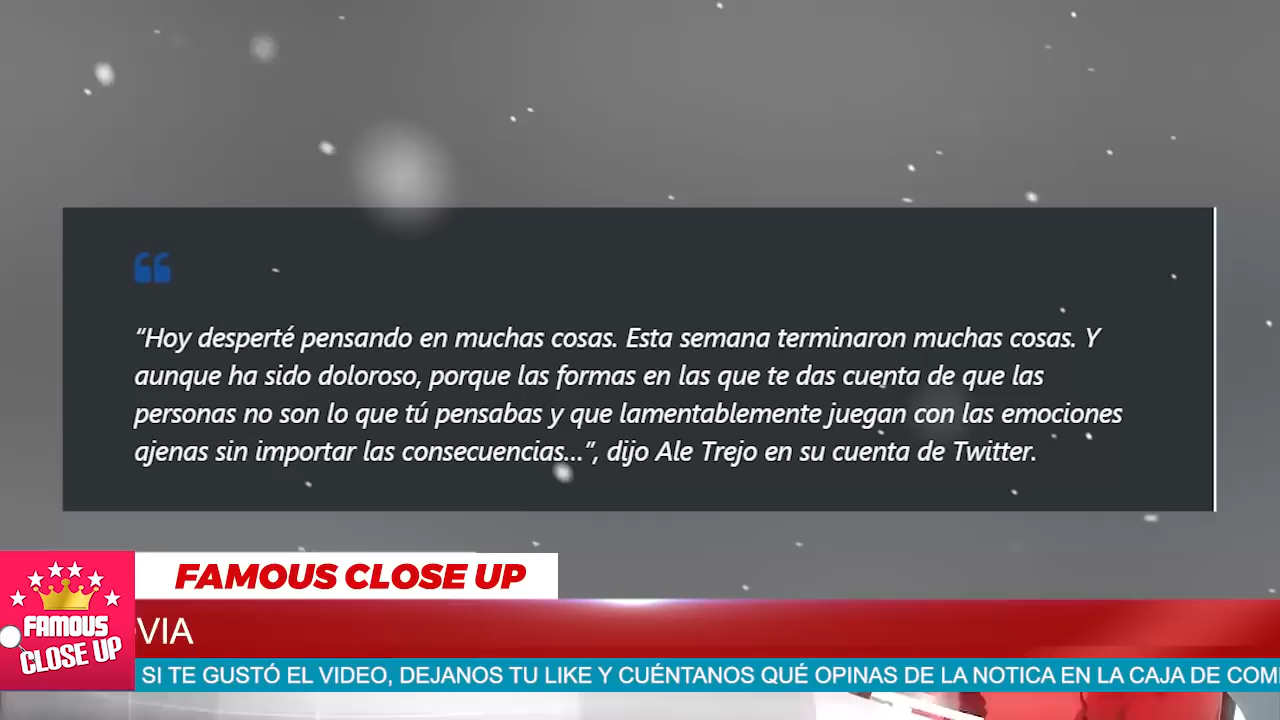 “Hoy desperté pensando en muchas cosas. Esta semana terminaron muchas cosas. Y
aunque ha sido doloroso, porque las formas en las que te das cuenta de que las
personas no son lo que tú pensabas y que lamentablemente juegan con las emociones
ajenas sin importar las consecuencias...”, dijo Ale Trejo en su cuenta de Twitter.
FAMOUS CLOSE UP
FAMOUS
CLOSE UP
VIA
SI TE GUSTÓ EL VIDEO, DEJANOS TU LIKE Y CUÉNTANOS QUÉ OPINAS DE LA NOTICA EN LA CAJA DE COM